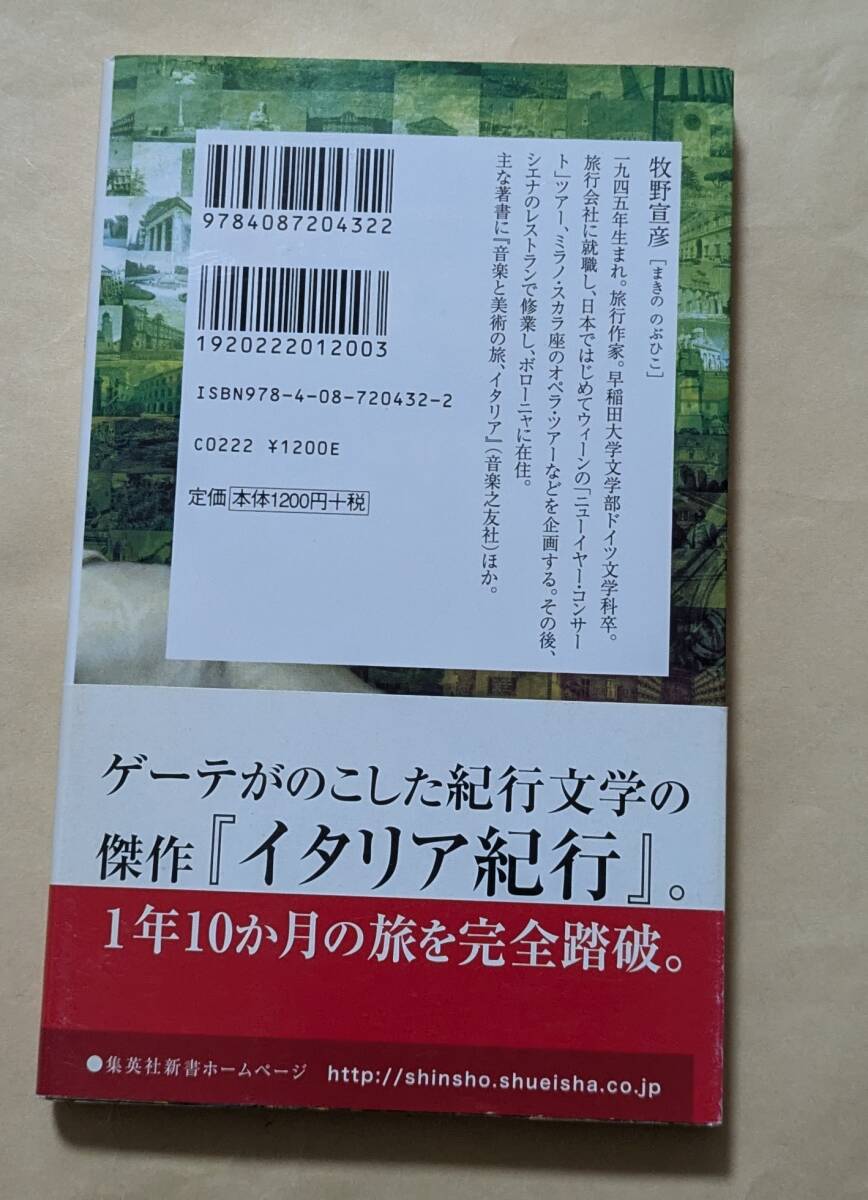 牧野宣彦[まきの のぶひこ]
一九四五年生まれ。旅行作家。早稲田大学文学部ドイツ文学科卒。
旅行会社に就職し、日本ではじめてウィーンの「ニューイヤー・コンサー
ト」ツアー、ミラノ・スカラ座のオペラ・ツアーなどを企画する。その後、
シエナのレストランで修業し、ボローニャに在住。
主な著書に『音楽と美術の旅、イタリア』（音楽之友社）ほか。
9784087204322
1920222012003
ISBN978-4-08-720432-2
C0222 ¥1200E
定価 本体1200円+税
ゲーテがのこした紀行文学の
傑作『イタリア紀行』。
1年10か月の旅を完全踏破。
●集英社新書ホームページ http://shinsho.shueisha.co.jp